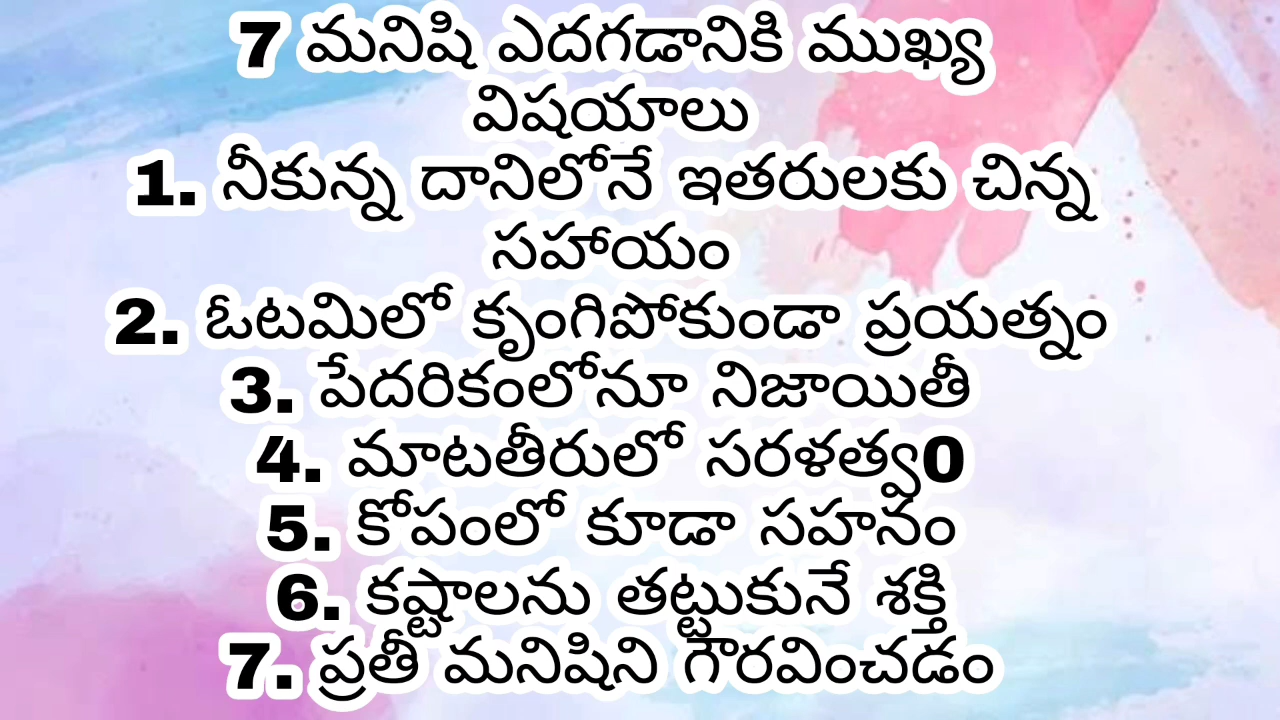 7 మనిషి ఎదగడానికి ముఖ్య
విషయాలు
1. నీకున్న దానిలోనే ఇతరులకు చిన్న
సహాయం
2. ఓటమిలో కృంగిపోకుండా ప్రయత్నం
3. పేదరికంలోనూ నిజాయితీ
4. మాటతీరులో సరళత్వ0
5. కోపంలో కూడా సహనం
6. కష్టాలను తట్టుకునే శక్తి
7. ప్రతీ మనిషిని గౌరవించడం